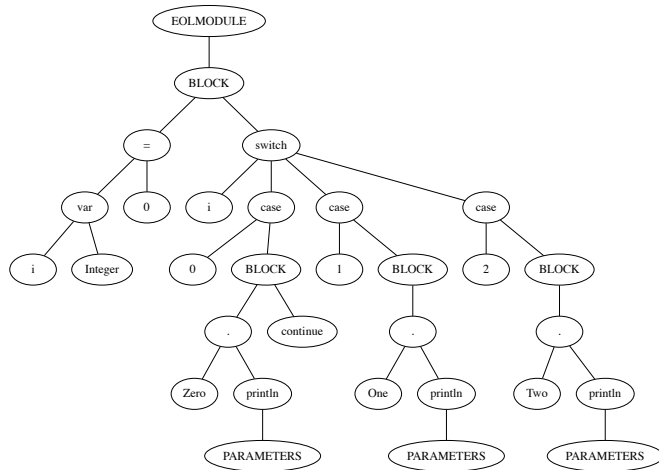 EOLMODULE
BLOCK
= switch
var 0 i case case case
i Integer 0 BLOCK 1 BLOCK 2 BLOCK
. continue . .
Zero println One println Two println
PARAMETERS PARAMETERS PARAMETERS